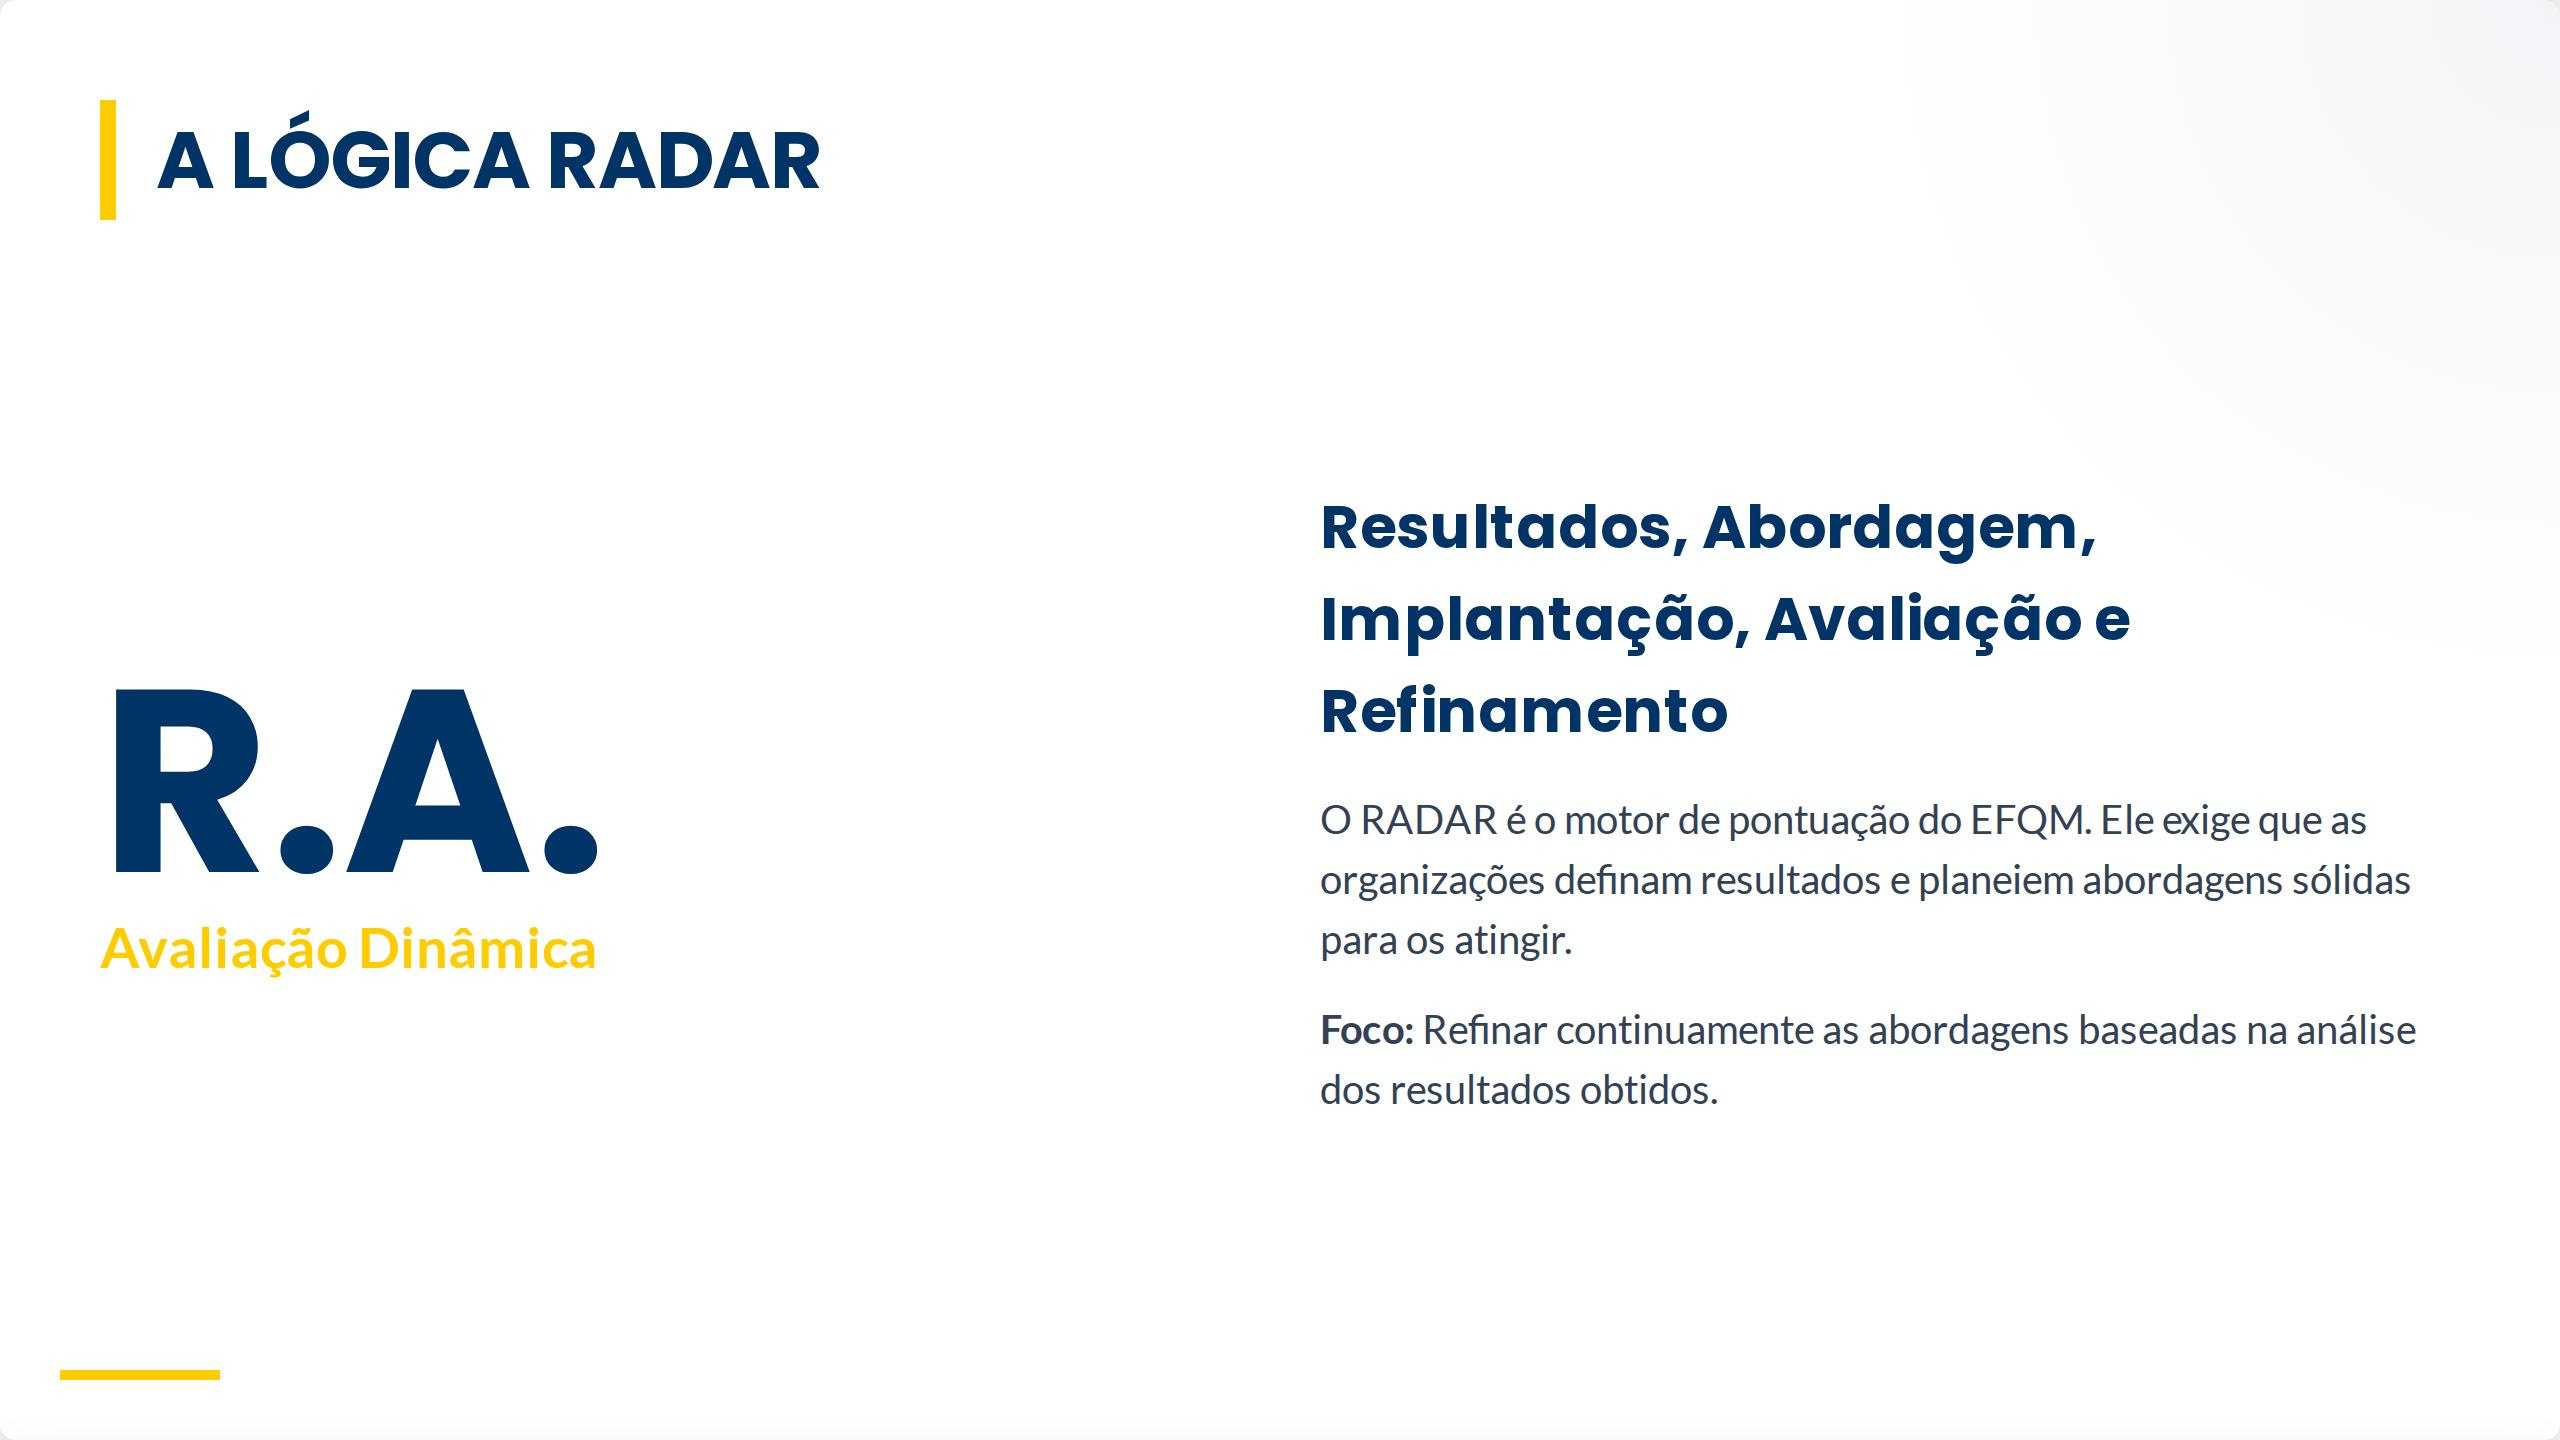 A LÓGICA RADAR
R.A.
Avaliação Dinâmica
Resultados, Abordagem,
Implantação, Avaliação e
Refinamento
O RADAR é o motor de pontuação do EFQM. Ele exige que as
organizações definam resultados e planeiem abordagens sólidas
para os atingir.
Foco: Refinar continuamente as abordagens baseadas na análise
dos resultados obtidos.